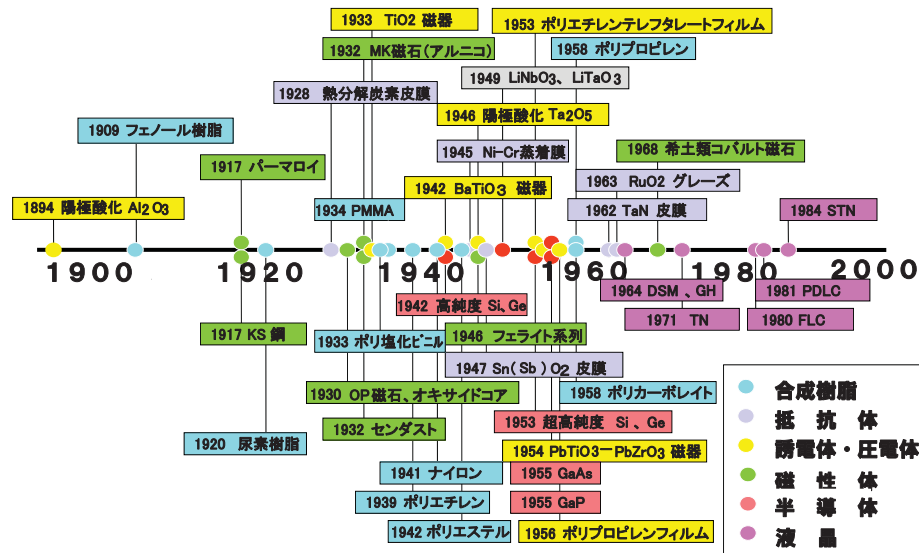 1933 TiO2 磁器
1953 ポリエチレンテレフタレートフィルム
1932 MK磁石(アルニコ)
1958 ポリプロピレン
1949 LiNbO3、LiTaO3
1928 熱分解炭素皮膜
1946 陽極酸化Ta2O5
1909 フェノール樹脂
1968 希土類コバルト磁石
1945 Ni-Cr蒸着膜
1917 パーマロイ
1963 RuO2 グレーズ
1942 BaTiO3 磁器
1894 陽極酸化 Al2O3
1934 PMMA
1962 TaN 皮膜
1984 STN
1900 1920 1940 1960 1980 2000
1964 DSM、GH
1981 PDLC
1942 高純度 Si、Ge
1971 TN
1980 FLC
1917 KS 鋼
1933 ポリ塩化ビニル
1946 フェライト系列
1947 Sn(Sb)O2 皮膜
1930 OP磁石、オキサイドコア
1958 ポリカーボレイト
1953 超高純度 Si、Ge
1932 センダスト
1920 尿素樹脂
1954 PbTiO3-PbZrO3 磁器
1941 ナイロン
1955 GaAs
1939 ポリエチレン
1955 GaP
1942 ポリエステル
1956 ポリプロピレンフィルム
合成樹脂
抵抗体
誘電体・圧電体
磁性体
半導体
液晶